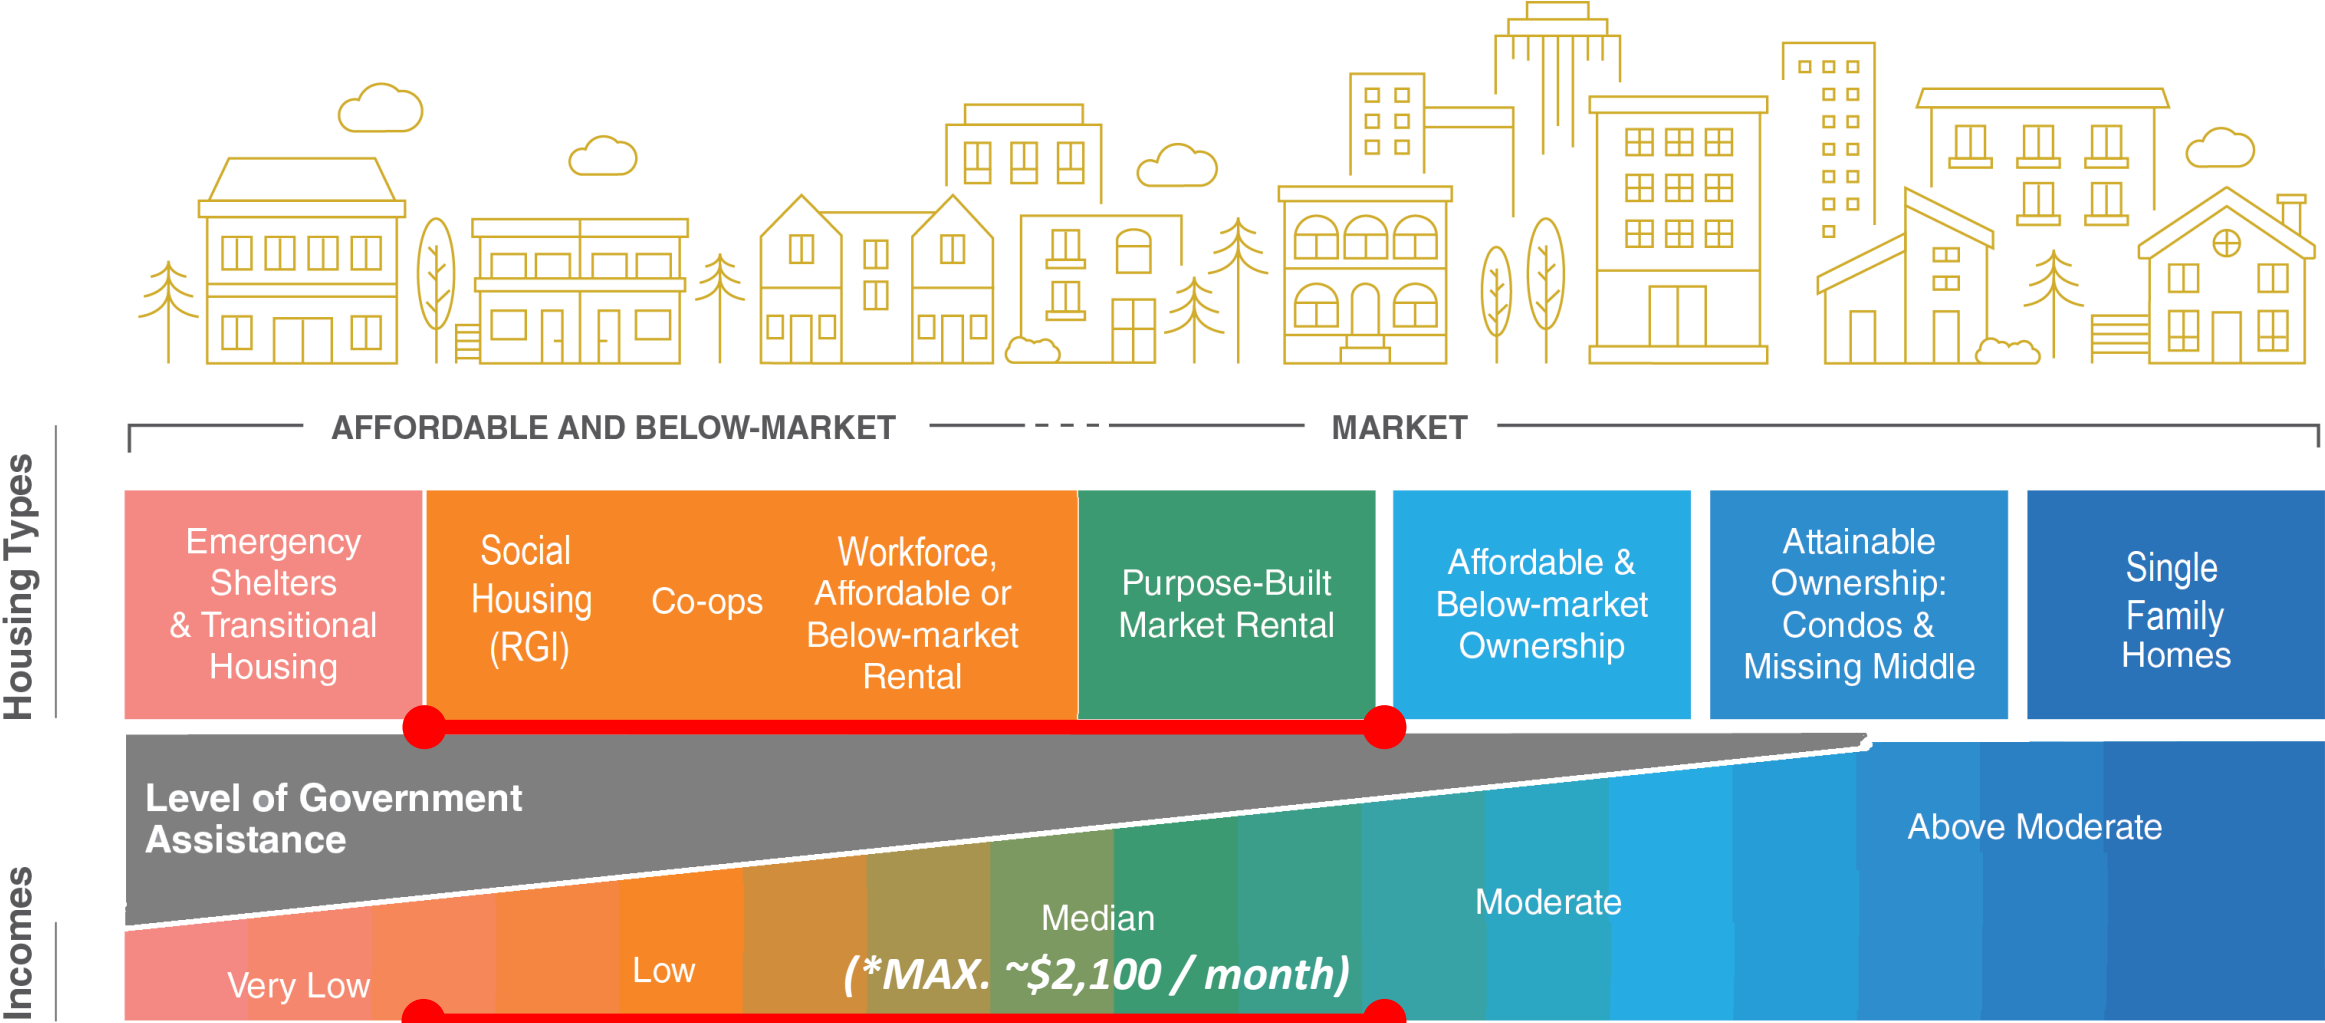 AFFORDABLE AND BELOW-MARKET
MARKET
Housing Types
Emergency
Shelters
& Transitional
Housing
Social
Housing
(RGI)
Co-ops
Workforce,
Affordable or
Below-market
Rental
Purpose-Built
Market Rental
Affordable &
Below-market
Ownership
Attainable
Ownership:
Condos &
Missing Middle
Single
Family
Homes
Level of Government
Assistance
Incomes
Very Low
Low
Median
(*MAX. ~$2,100 / month)
Moderate
Above Moderate